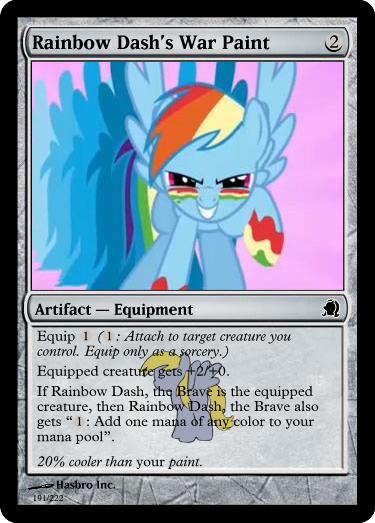 Rainbow Dash's War Paint 2
Artifact — Equipment
Equip 1 (1: Attach to target creature you
control. Equip only as a sorcery.)
Equipped creature gets +2/+0.
If Rainbow Dash, the Brave is the equipped
creature, then Rainbow Dash, the Brave also
gets “1: Add one mana of any color to your
mana pool”.
20% cooler than your paint.
Hasbro Inc.
191/222